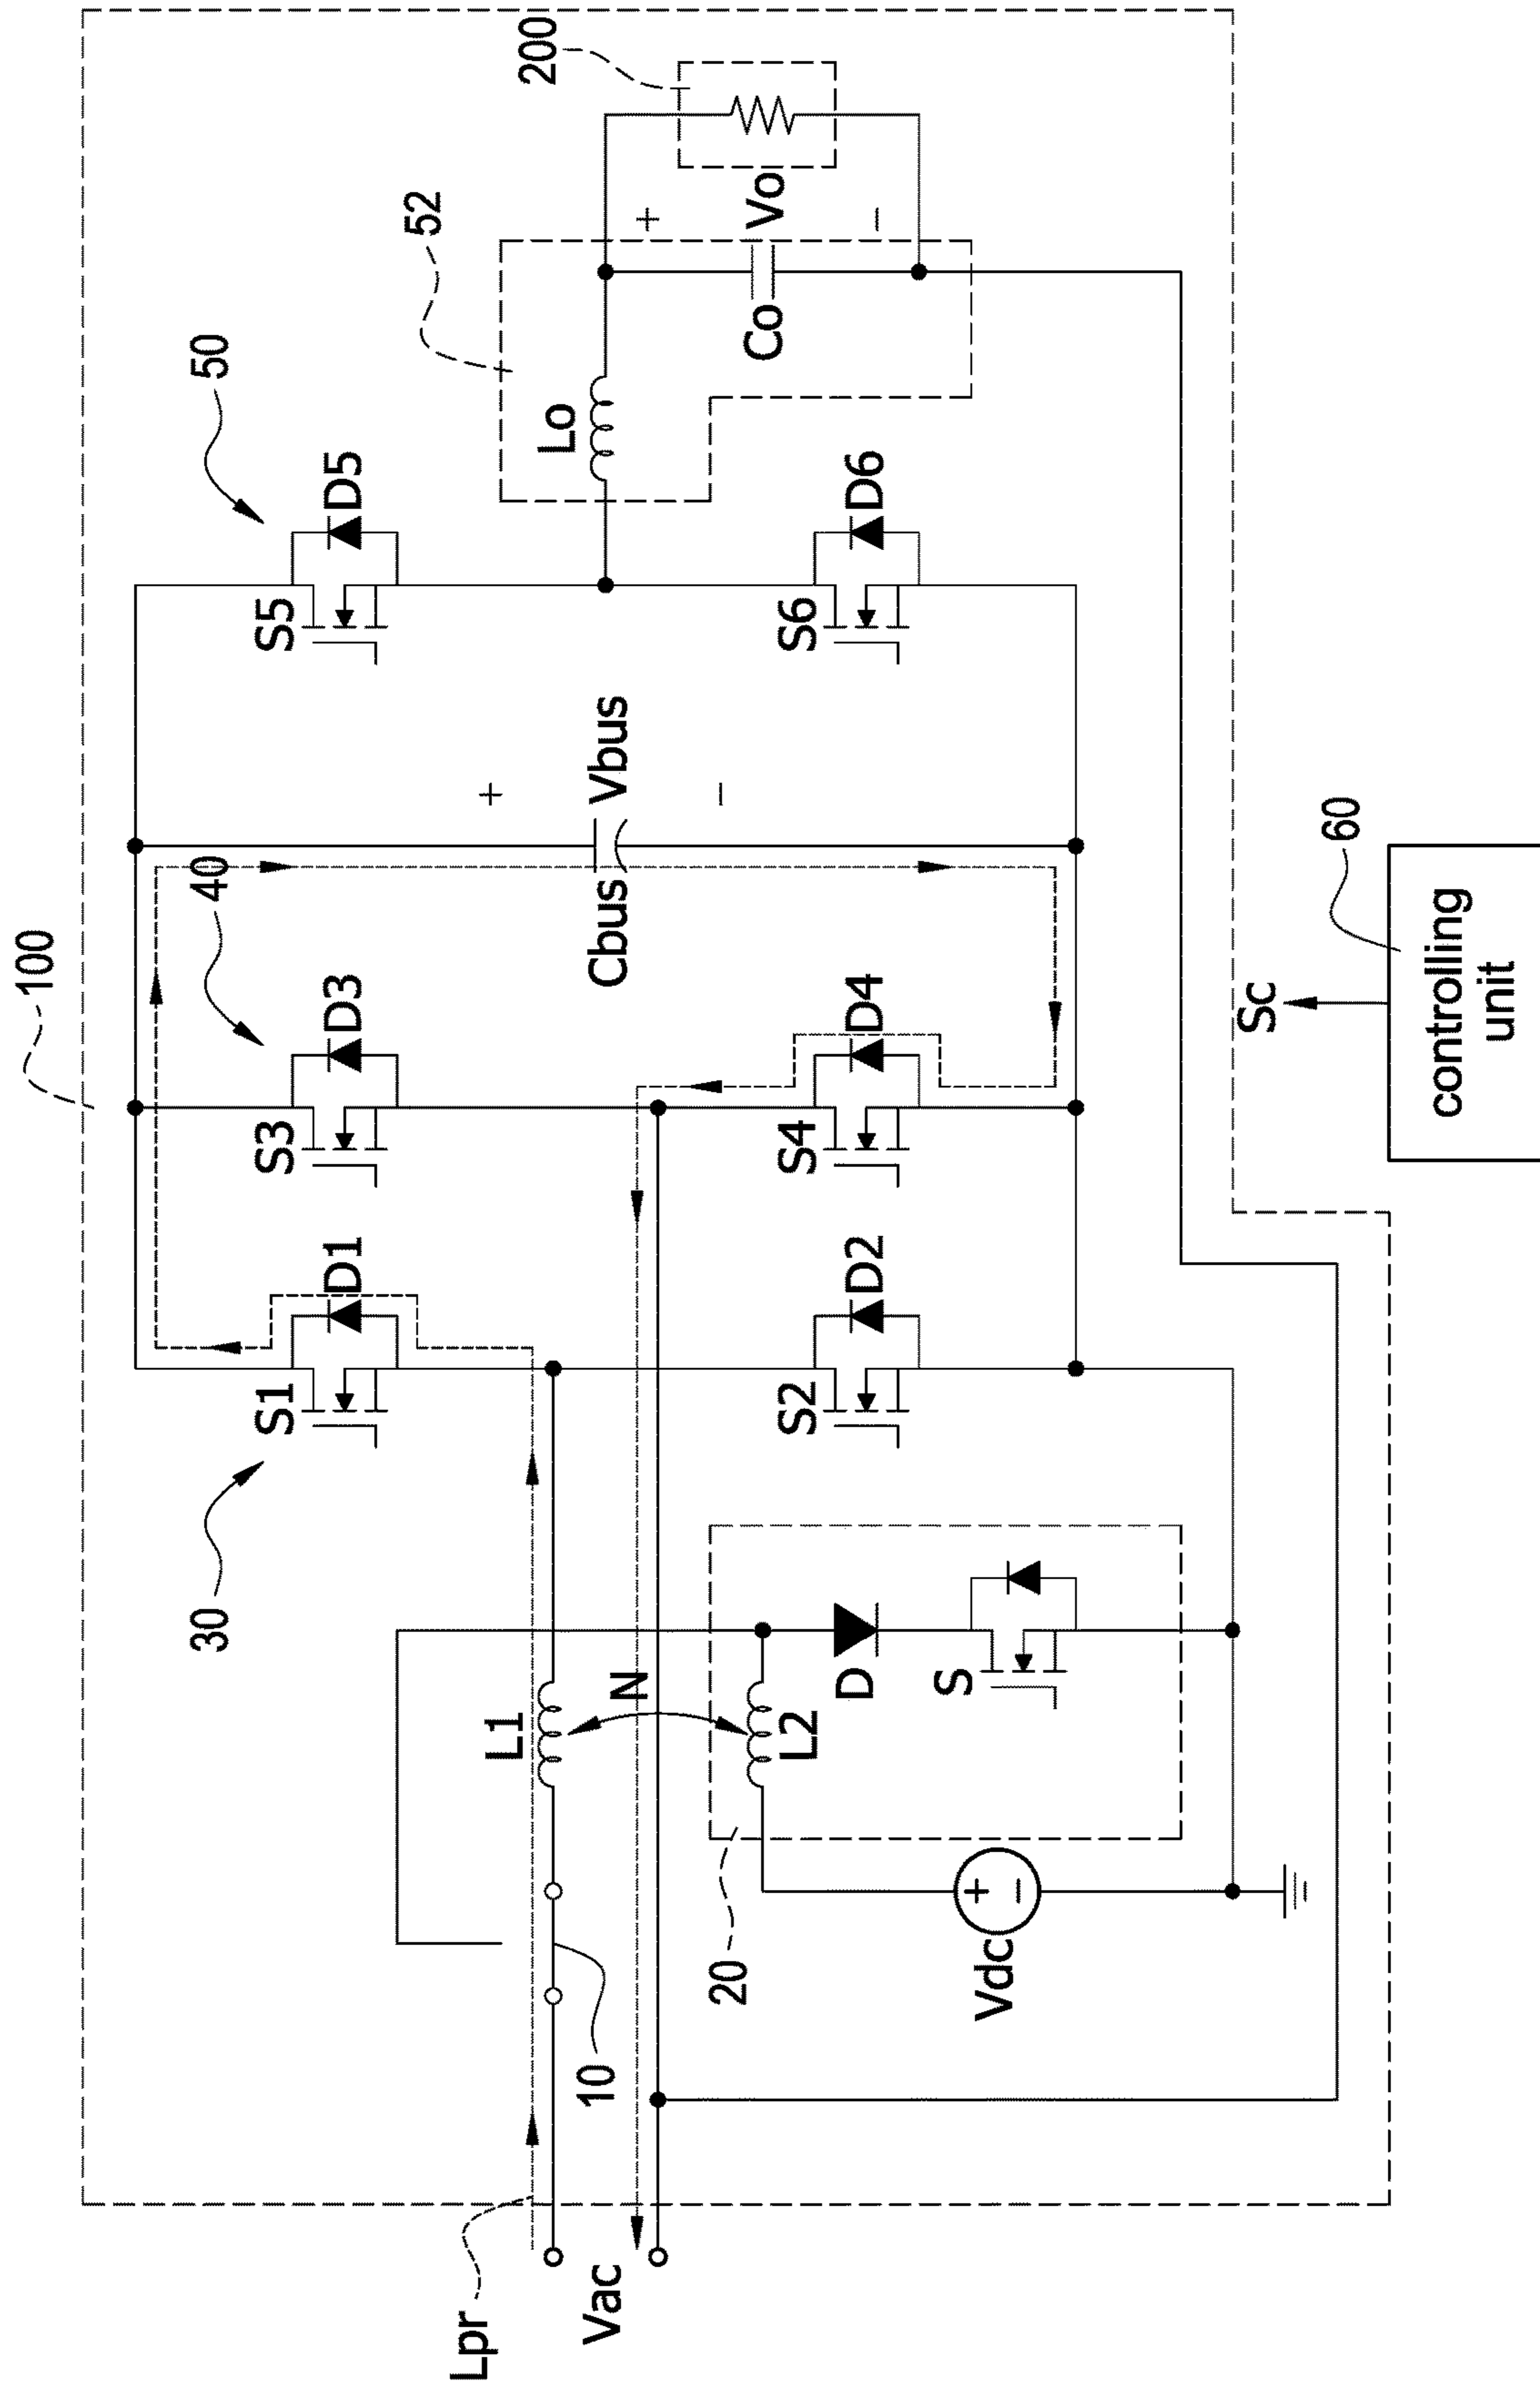 100
200
50
52
40
30
S1
D1
S3
D3
S5
D5
Lo
+
Vo
−
Co
+
Cbus
Vbus
−
Lpr
L1
N
Vac
10
20
L2
D
S
S2
D2
S4
D4
S6
D6
Vdc
+
−
Sc
60
controlling
unit